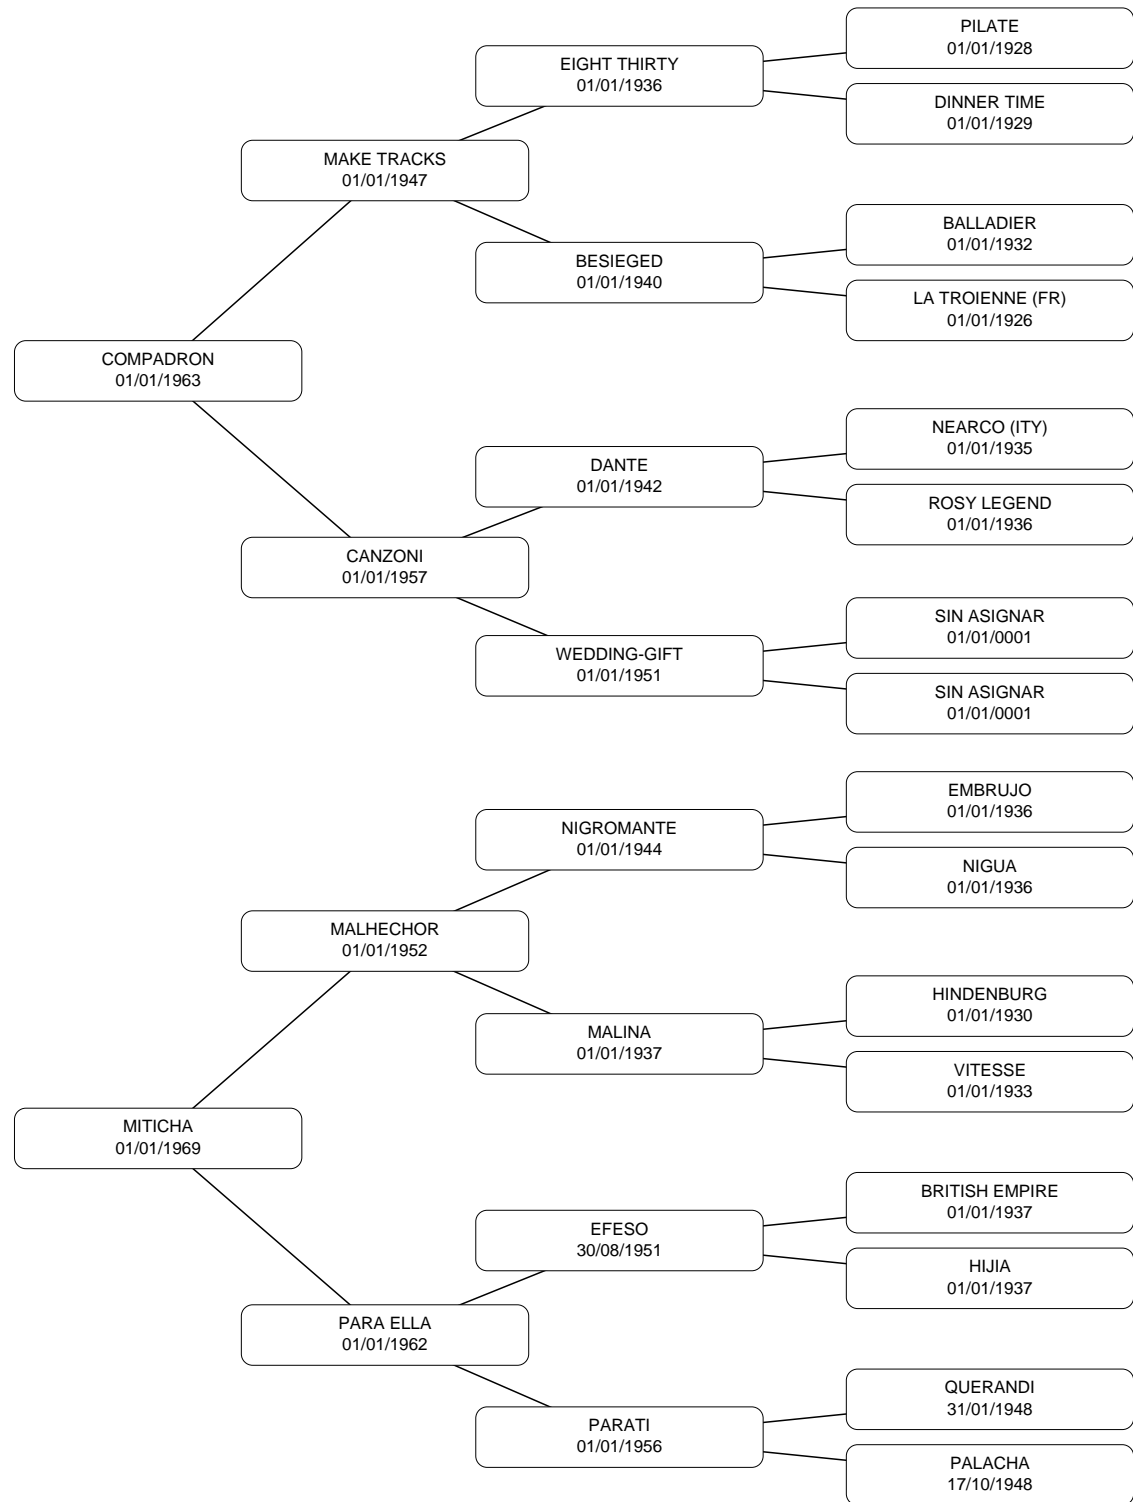 PILATE
01/01/1928
EIGHT THIRTY
01/01/1936
DINNER TIME
01/01/1929
MAKE TRACKS
01/01/1947
BALLADIER
01/01/1932
BESIEGED
01/01/1940
LA TROIENNE (FR)
01/01/1926
COMPADRON
01/01/1963
NEARCO (ITY)
01/01/1935
DANTE
01/01/1942
ROSY LEGEND
01/01/1936
CANZONI
01/01/1957
SIN ASIGNAR
01/01/0001
WEDDING-GIFT
01/01/1951
SIN ASIGNAR
01/01/0001
EMBRUJO
01/01/1936
NIGROMANTE
01/01/1944
NIGUA
01/01/1936
MALHECHOR
01/01/1952
HINDENBURG
01/01/1930
MALINA
01/01/1937
VITESSE
01/01/1933
MITICHA
01/01/1969
BRITISH EMPIRE
01/01/1937
EFESO
30/08/1951
HIJIA
01/01/1937
PARA ELLA
01/01/1962
QUERANDI
31/01/1948
PARATI
01/01/1956
PALACHA
17/10/1948